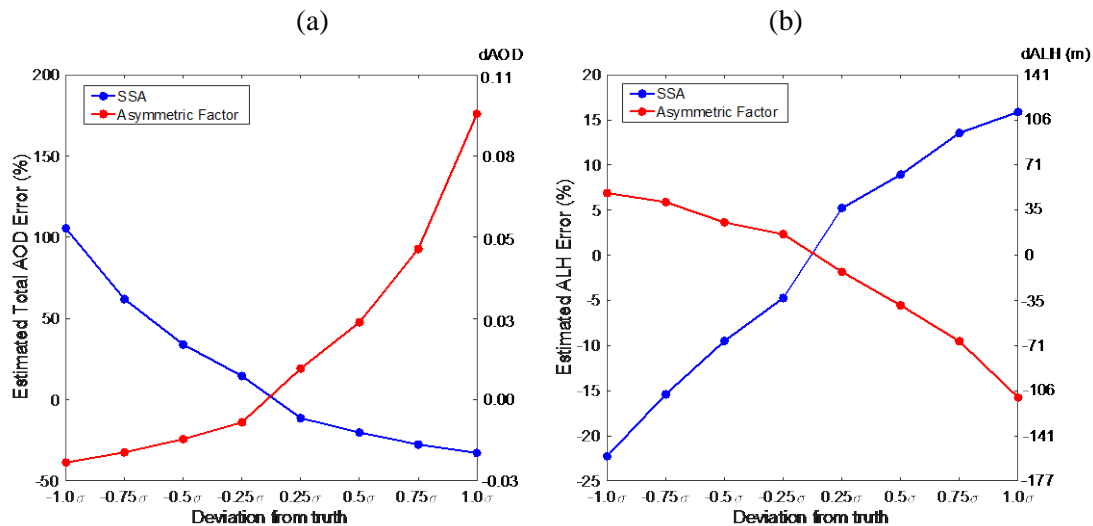 (a)
dAOD
200
150
100
50
0
-50
0.11
0.08
0.05
0.03
0.00
-0.03
SSA
Asymmetric Factor
Estimated Total AOD Error (%)
-1.0σ -0.75σ -0.5σ -0.25σ 0.25σ 0.5σ 0.75σ 1.0σ
Deviation from truth
(b)
dALH (m)
20
15
10
5
0
-5
-10
-15
-20
-25
141
106
71
35
0
-35
-71
-106
-141
-177
SSA
Asymmetric Factor
Estimated ALH Error (%)
-1.0σ -0.75σ -0.5σ -0.25σ 0.25σ 0.5σ 0.75σ 1.0σ
Deviation from truth